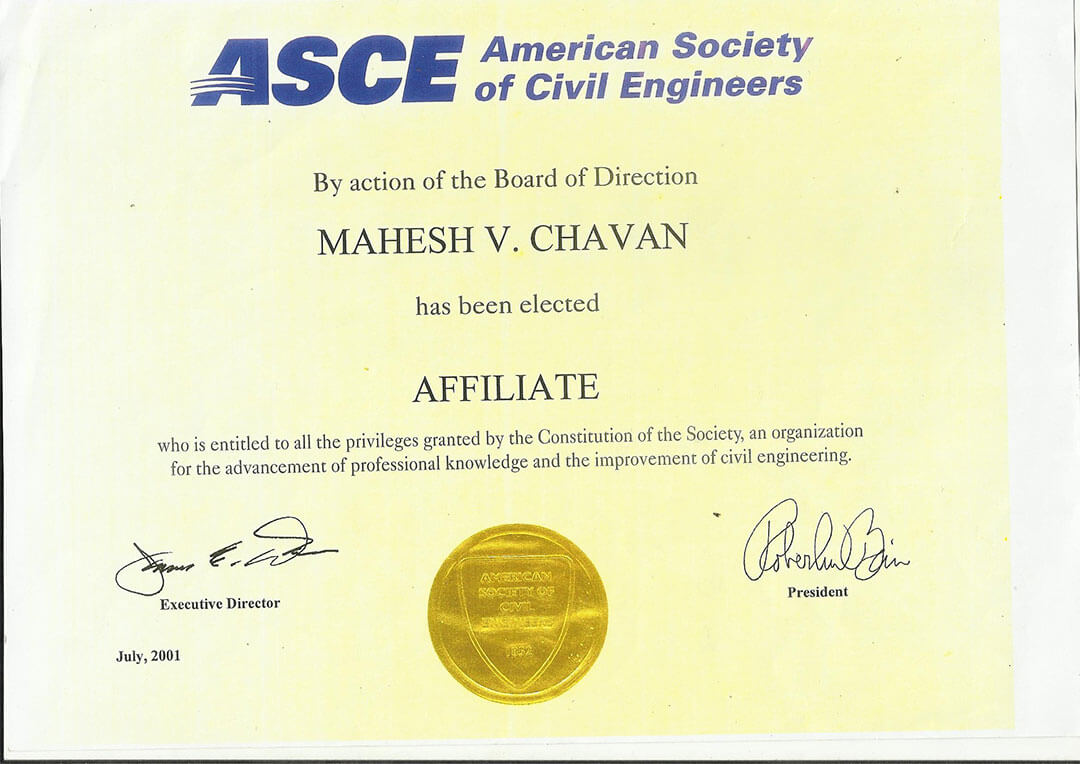 ASCE American Society
of Civil Engineers
By action of the Board of Direction
MAHESH V. CHAVAN
has been elected
AFFILIATE
who is entitled to all the privileges granted by the Constitution of the Society, an organization
for the advancement of professional knowledge and the improvement of civil engineering.
Executive Director
President
July, 2001
AMERICAN
SOCIETY OF
CIVIL
ENGINEERS
1852